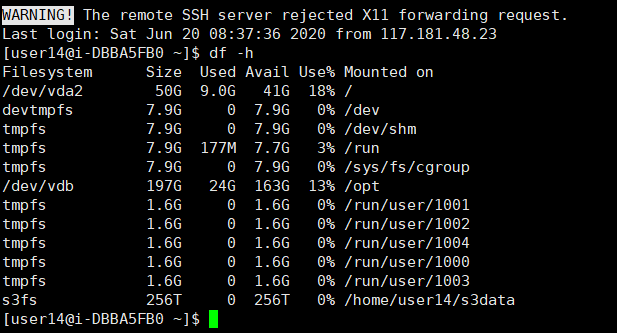 WARNING! The remote SSH server rejected X11 forwarding request.
Last login: Sat Jun 20 08:37:36 2020 from 117.181.48.23
[user14@i-DBBA5FB0 ~]$ df -h
Filesystem      Size  Used Avail Use% Mounted on
/dev/vda2        50G  9.0G   41G  18% /
devtmpfs        7.9G     0  7.9G   0% /dev
tmpfs           7.9G     0  7.9G   0% /dev/shm
tmpfs           7.9G  177M  7.7G   3% /run
tmpfs           7.9G     0  7.9G   0% /sys/fs/cgroup
/dev/vdb        197G   24G  163G  13% /opt
tmpfs           1.6G     0  1.6G   0% /run/user/1001
tmpfs           1.6G     0  1.6G   0% /run/user/1002
tmpfs           1.6G     0  1.6G   0% /run/user/1004
tmpfs           1.6G     0  1.6G   0% /run/user/1000
tmpfs           1.6G     0  1.6G   0% /run/user/1003
s3fs            256T     0  256T   0% /home/user14/s3data
[user14@i-DBBA5FB0 ~]$